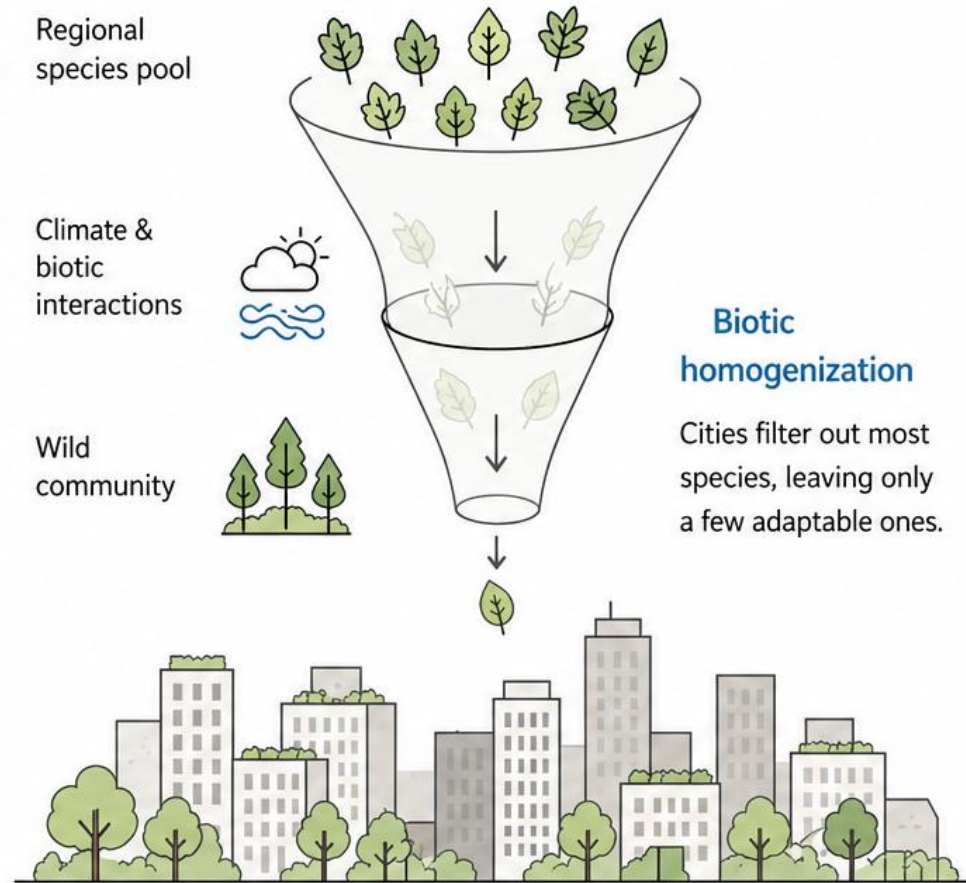 Regional
species pool
Climate &
biotic
interactions
Biotic
homogenization
Cities filter out most
species, leaving only
a few adaptable ones.
Wild
community